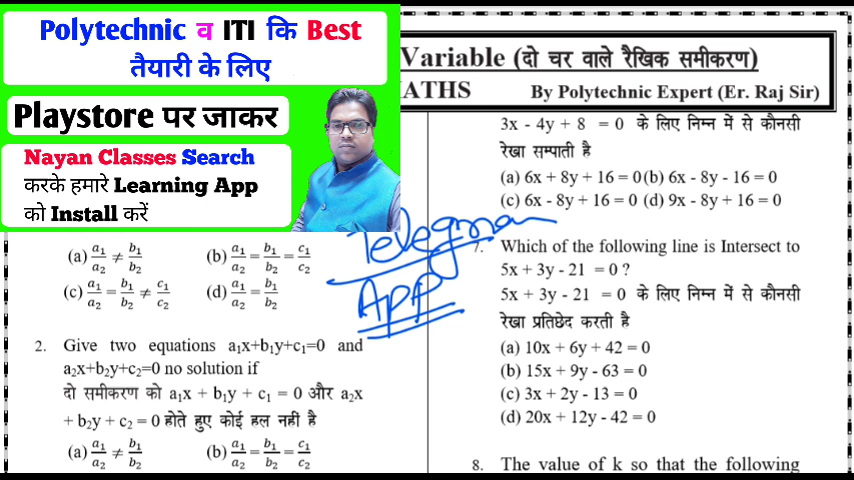 Polytechnic व ITI कि Best
तैयारी के लिए
Playstore पर जाकर
Nayan Classes Search
करके हमारे Learning App
को Install करें
Variable (दो चर वाले रैखिक समीकरण)
ATHS By Polytechnic Expert (Er. Raj Sir)
(a) a₁/a₂ ≠ b₁/b₂ (b) a₁/a₂ = b₁/b₂ = c₁/c₂
(c) a₁/a₂ = b₁/b₂ ≠ c₁/c₂ (d) a₁/a₂ = b₁/b₂
2. Give two equations a₁x+b₁y+c₁=0 and
a₂x+b₂y+c₂=0 no solution if
दो समीकरण को a₁x + b₁y + c₁ = 0 और a₂x
+ b₂y + c₂ = 0 होते हुए कोई हल नहीं है
(a) a₁/a₂ ≠ b₁/b₂ (b) a₁/a₂ = b₁/b₂ = c₁/c₂
Telegram
APP
3x - 4y + 8 = 0 के लिए निम्न में से कौनसी
रेखा सम्पाती है
(a) 6x + 8y + 16 = 0(b) 6x - 8y - 16 = 0
(c) 6x - 8y + 16 = 0 (d) 9x - 8y + 16 = 0
7. Which of the following line is Intersect to
5x + 3y - 21 = 0 ?
5x + 3y - 21 = 0 के लिए निम्न में से कौनसी
रेखा प्रतिछेद करती है
(a) 10x + 6y + 42 = 0
(b) 15x + 9y - 63 = 0
(c) 3x + 2y - 13 = 0
(d) 20x + 12y - 42 = 0
8. The value of k so that the following